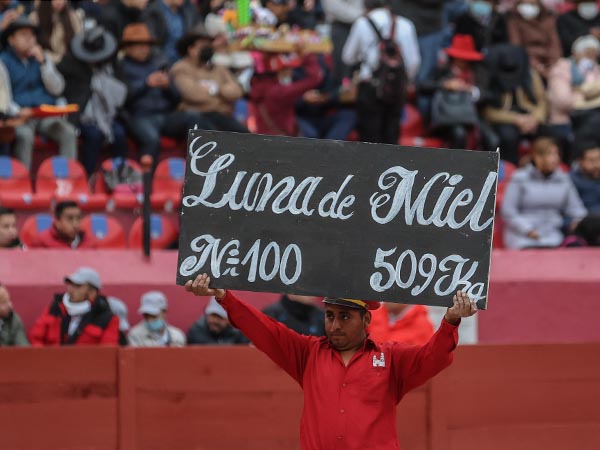 Luna de Miel
Nº 100 509 Kg